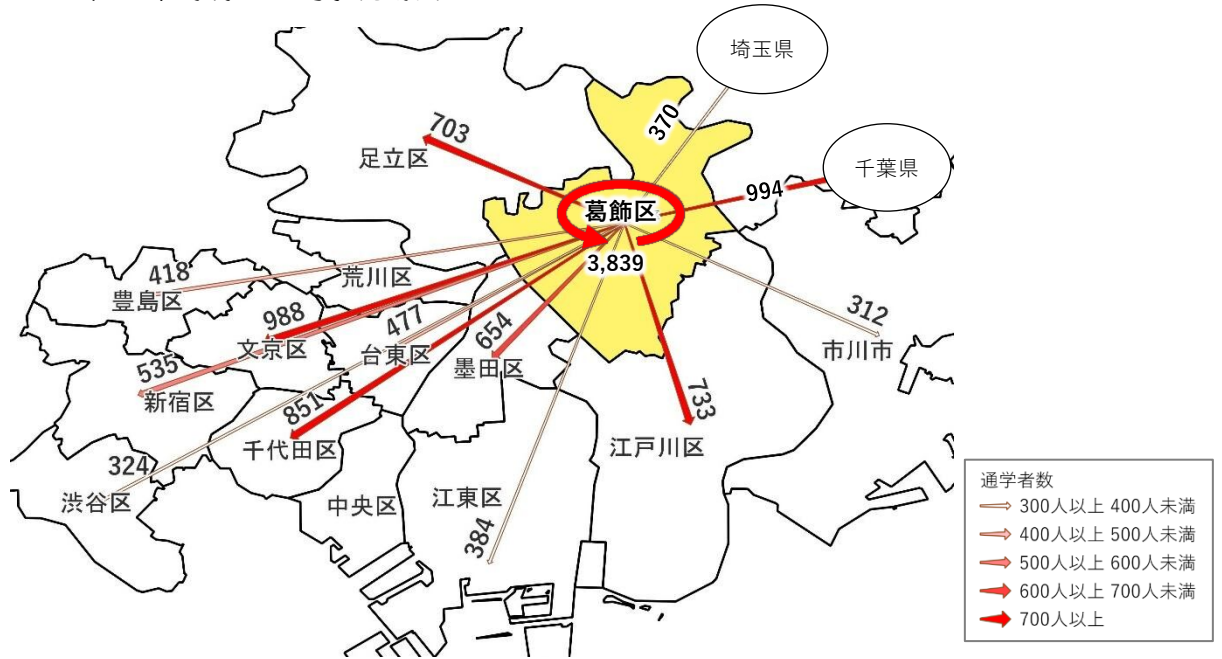 埼玉県
370
703
足立区
千葉県
994
葛飾区
3,839
418
豊島区
荒川区
312
市川市
988
文京区
477
台東区
654
墨田区
535
新宿区
851
千代田区
733
江戸川区
324
渋谷区
中央区
江東区
384
通学者数
300人以上 400人未満
400人以上 500人未満
500人以上 600人未満
600人以上 700人未満
700人以上